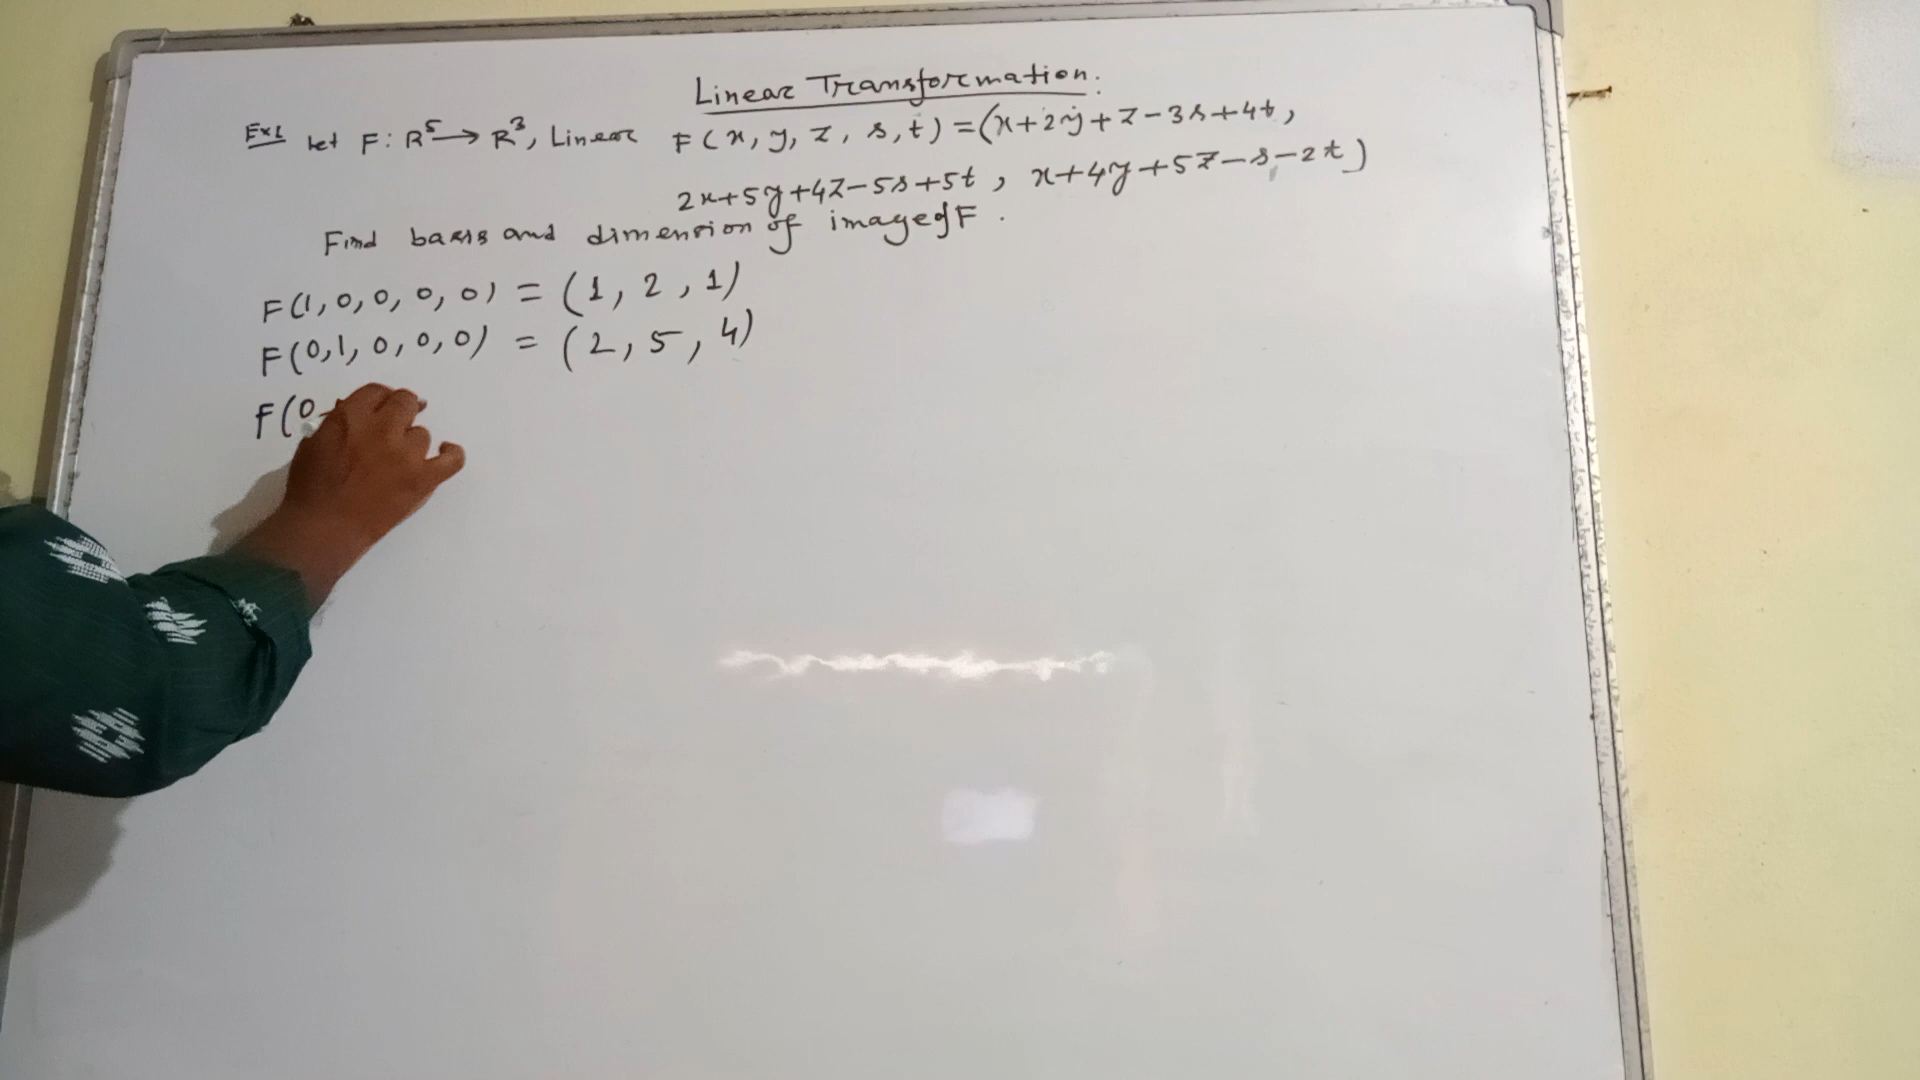 Linear Transformation.
Ex1 Let F: R⁵ → R³, Linear F(x, y, z, s, t) = (x+2y+z-3s+4t,
2x+5y+4z-5s+5t, x+4y+5z-s-2t)
Find basis and dimension of image of F.
F(1, 0, 0, 0, 0) = (1, 2, 1)
F(0, 1, 0, 0, 0) = (2, 5, 4)
F(0